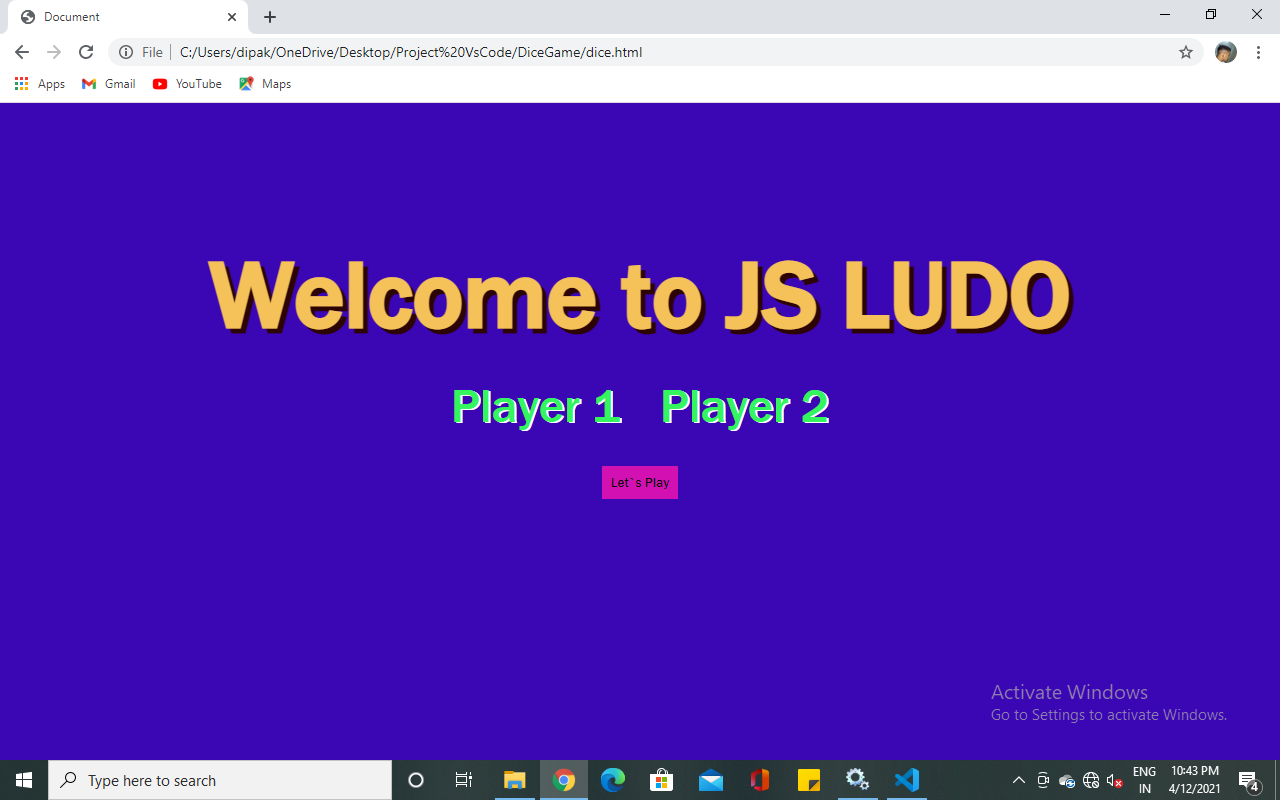 Document
File C:/Users/dipak/OneDrive/Desktop/Project%20VsCode/DiceGame/dice.html
Apps Gmail YouTube Maps
Welcome to JS LUDO
Player 1 Player 2
Let`s Play
Activate Windows
Go to Settings to activate Windows.
Type here to search
ENG 10:43 PM
IN 4/12/2021
4